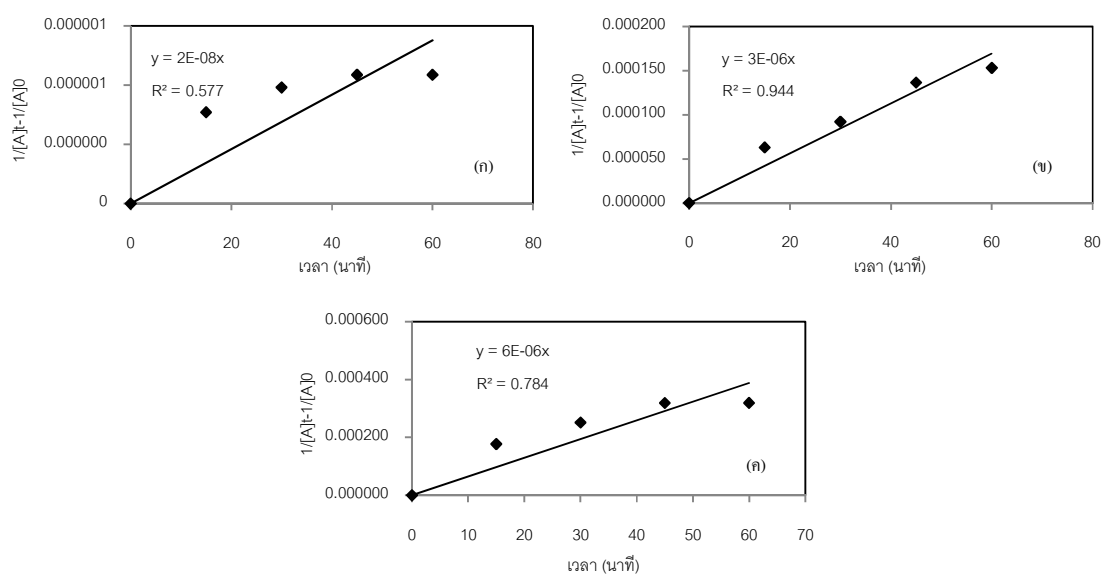 0.000001
y = 2E-08x
0.000001
R² = 0.577
0.000000
0
1/[A]t-1/[A]0
(ก)
0 20 40 60 80
เวลา (นาที)
0.000200
y = 3E-06x
0.000150
R² = 0.944
0.000100
0.000050
0.000000
1/[A]t-1/[A]0
(ข)
0 20 40 60 80
เวลา (นาที)
0.000600
y = 6E-06x
0.000400
R² = 0.784
0.000200
0.000000
1/[A]t-1/[A]0
(ค)
0 10 20 30 40 50 60 70
เวลา (นาที)